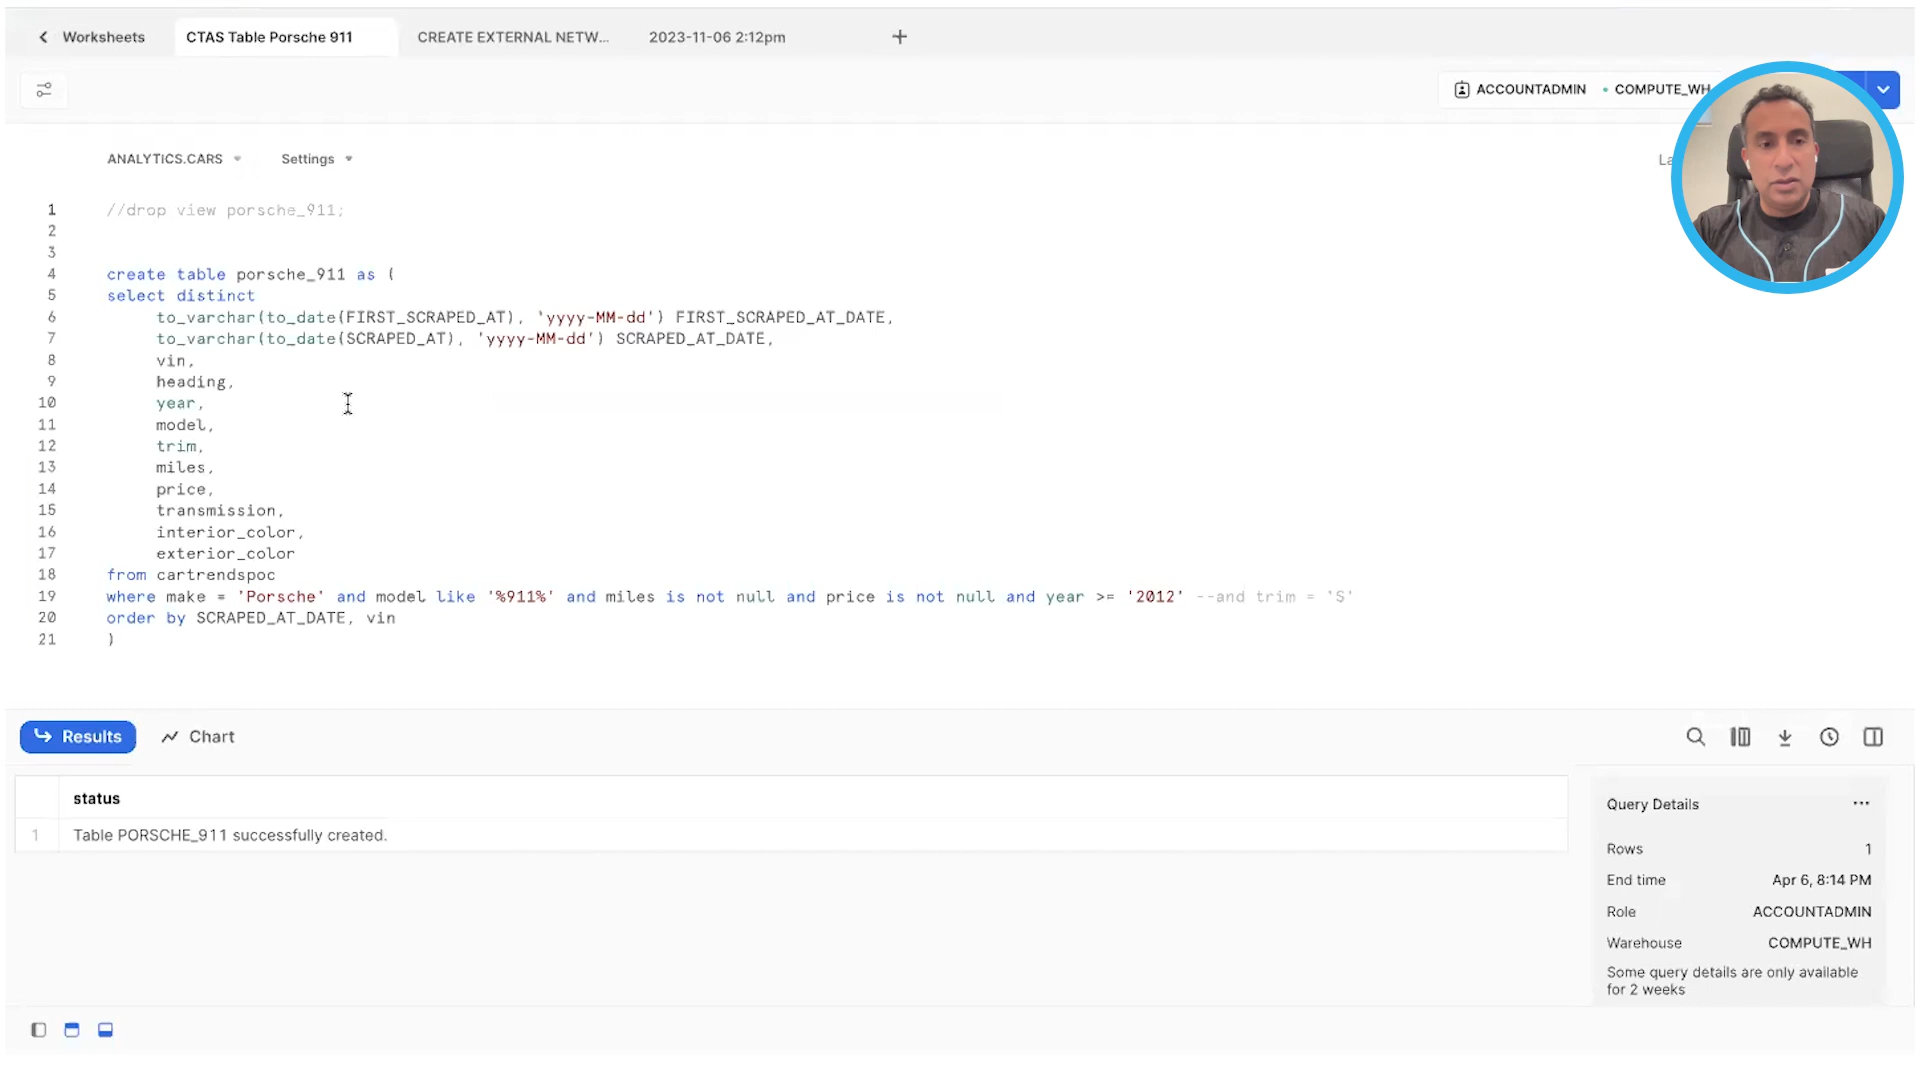 Worksheets
CTAS Table Porsche 911
CREATE EXTERNAL NETW...
2023-11-06 2:12pm
ACCOUNTADMIN
COMPUTE_WH
ANALYTICS.CARS
Settings
1 //drop view porsche_911;
2
3
4 create table porsche_911 as (
5 select distinct
6 to_varchar(to_date(FIRST_SCRAPED_AT), 'yyyy-MM-dd') FIRST_SCRAPED_AT_DATE,
7 to_varchar(to_date(SCRAPED_AT), 'yyyy-MM-dd') SCRAPED_AT_DATE,
8 vin,
9 heading,
10 year,
11 model,
12 trim,
13 miles,
14 price,
15 transmission,
16 interior_color,
17 exterior_color
18 from cartrendspoc
19 where make = 'Porsche' and model like '%911%' and miles is not null and price is not null and year >= '2012' --and trim = 'S'
20 order by SCRAPED_AT_DATE, vin
21 )
Results
Chart
status
1 Table PORSCHE_911 successfully created.
Query Details
...
Rows 1
End time Apr 6, 8:14 PM
Role ACCOUNTADMIN
Warehouse COMPUTE_WH
Some query details are only available
for 2 weeks